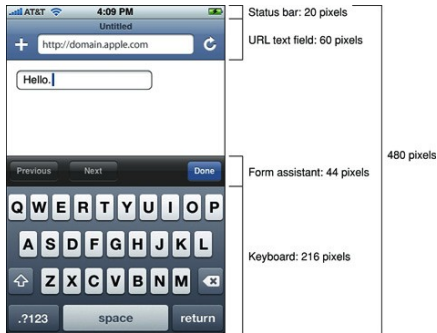 AT&T 4:09 PM
Status bar: 20 pixels
Untitled
http://domain.apple.com
URL text field: 60 pixels
Hello.
480 pixels
Previous Next Done
Form assistant: 44 pixels
Q W E R T Y U I O P
A S D F G H J K L
Keyboard: 216 pixels
Z X C V B N M
.?123 space return